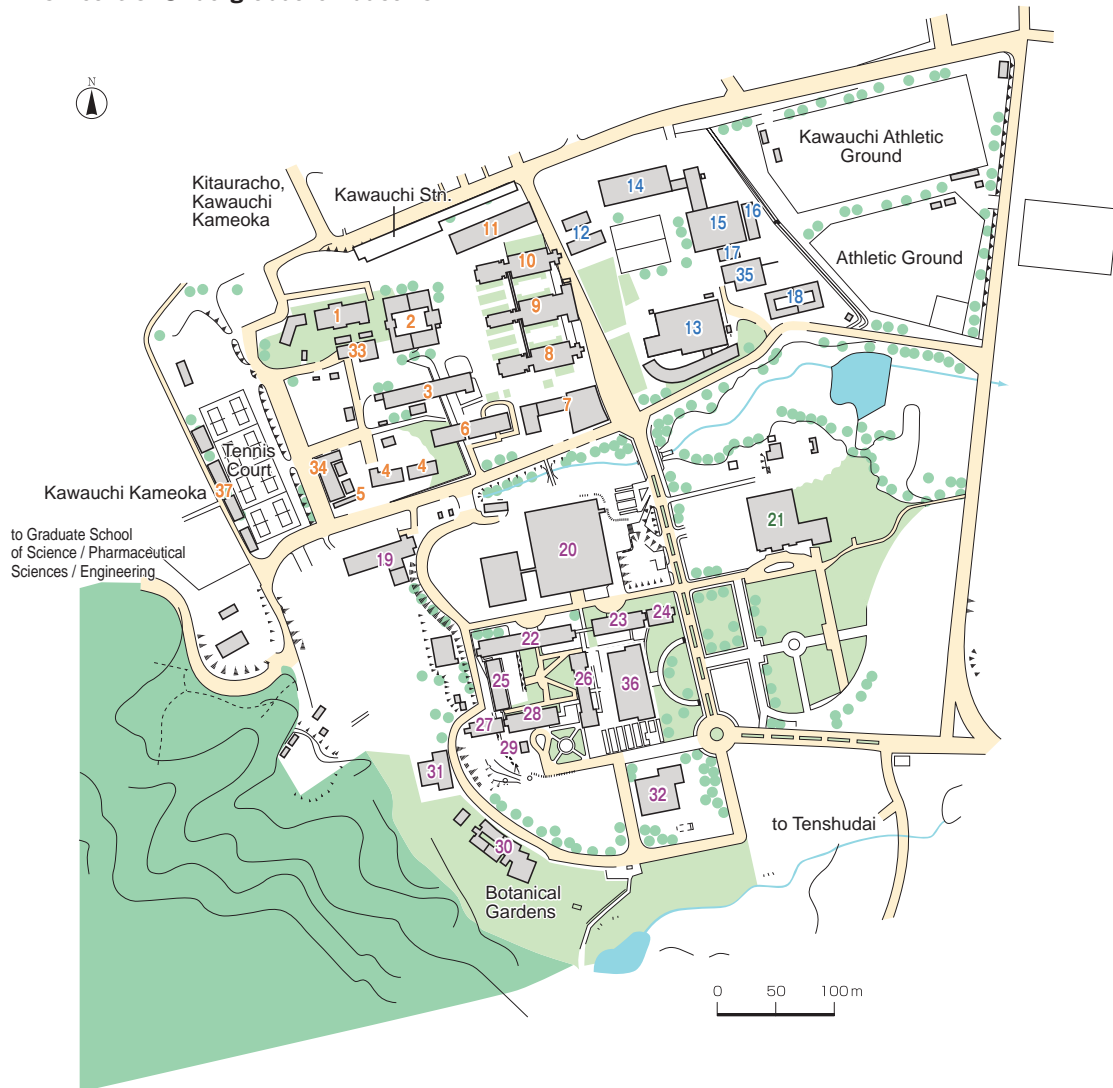 N
Kawauchi Athletic
Ground
Kitauracho,
Kawauchi
Kameoka
Kawauchi Stn.
14
16
15
11
12
17
10
Athletic Ground
35
1
2
9
18
13
33
8
3
7
6
Tennis
Court
34
4
4
Kawauchi Kameoka
37
5
21
to Graduate School
of Science / Pharmaceutical
Sciences / Engineering
20
19
24
23
22
25
26
36
28
27
29
31
32
to Tenshudai
30
Botanical
Gardens
0 50 100m